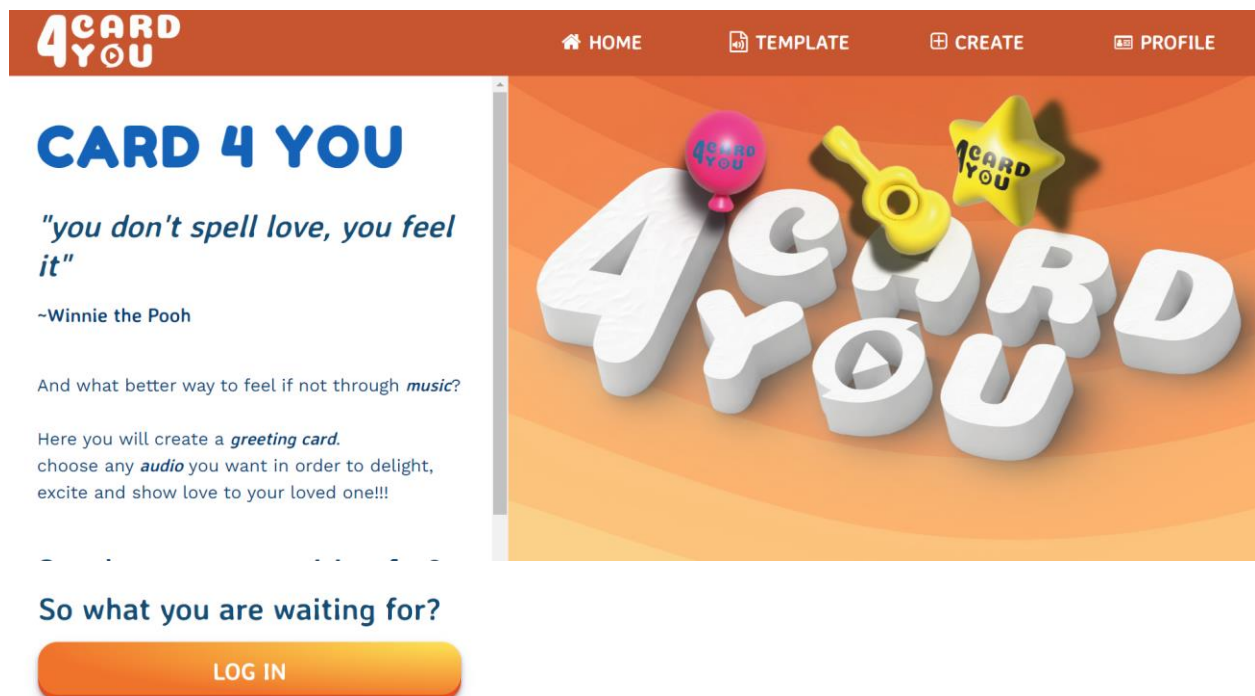 4 CARD
YOU
HOME
TEMPLATE
CREATE
PROFILE
CARD 4 YOU
"you don't spell love, you feel
it"
~Winnie the Pooh
And what better way to feel if not through music?
Here you will create a greeting card.
choose any audio you want in order to delight,
excite and show love to your loved one!!!
So what you are waiting for?
LOG IN
4CARD
YOU
4CARD
YOU
4CARD
YOU